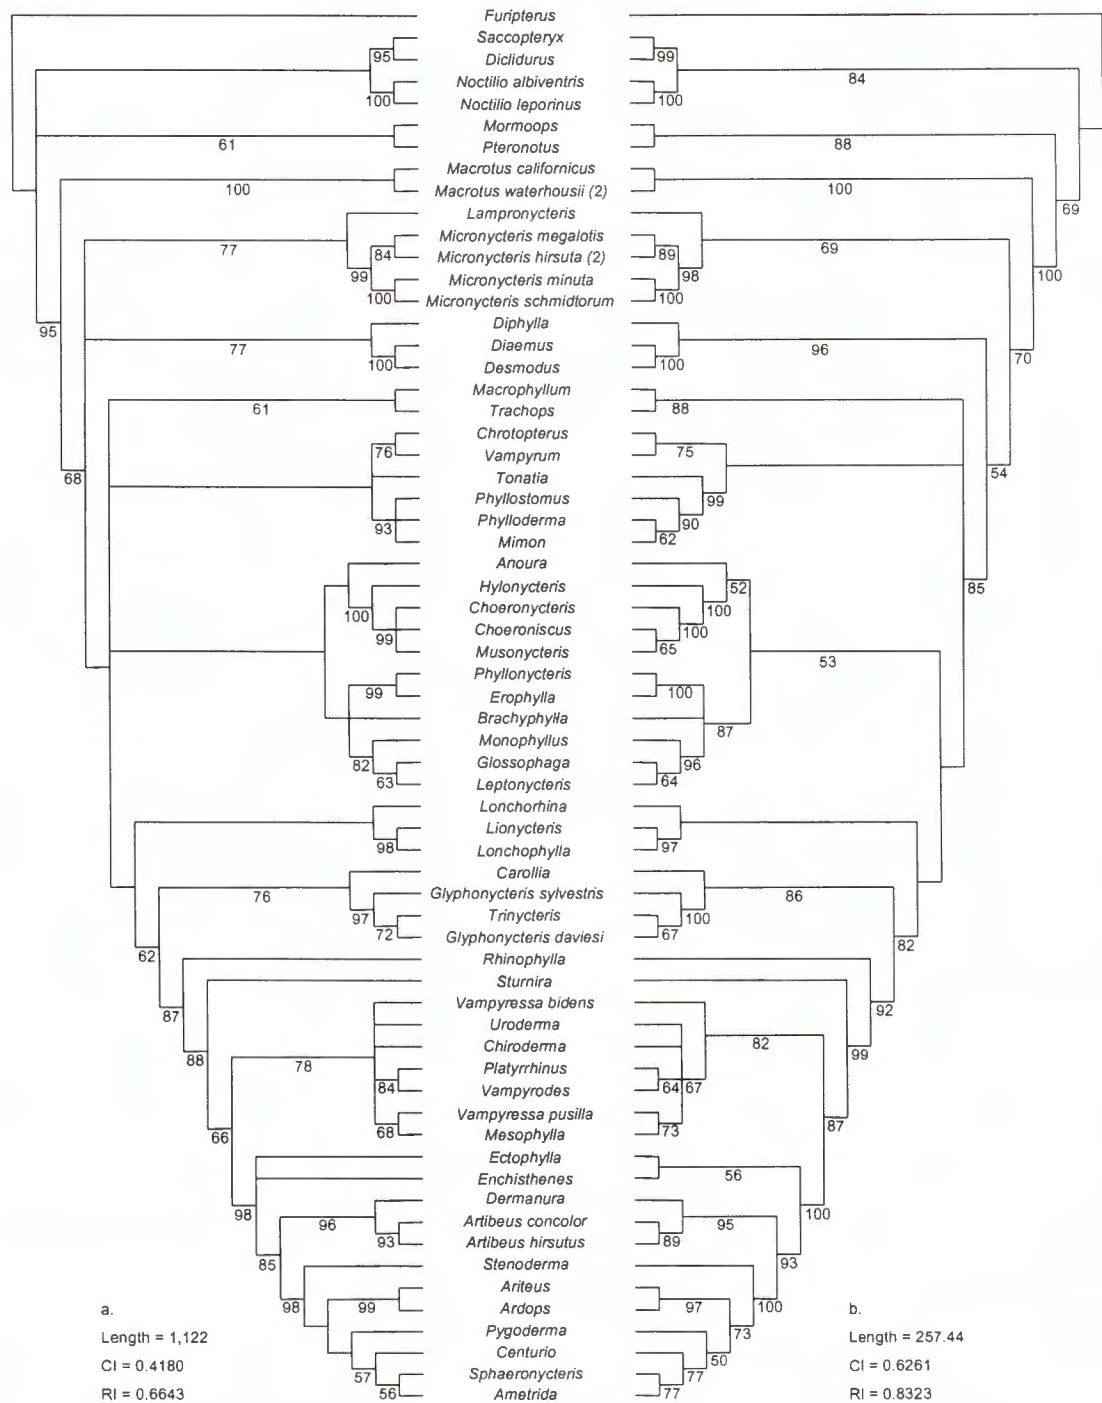 Furipterus
Saccopteryx
95 99
Diclidurus
Noctilio albiventris
84
100 100
Noctilio leporinus
Mormoops
61 88
Pteronotus
Macrotus californicus
100 100
Macrotus waterhousii (2)
69
Lampronycteris
Micronycteris megalotis
77 69
84 89
Micronycteris hirsuta (2)
99 98 100
Micronycteris minuta
100 100
Micronycteris schmidtorum
Diphylla
95
Diaemus
77 96 70
100 100
Desmodus
Macrophyllum
61 88
Trachops
Chrotopterus
76 75
Vampyrum
68 54
Tonatia
99
Phyllostomus
93 90
Phylloderma
62
Mimon
Anoura
52 85
Hylonycteris
100 100
Choeronycteris
100
Choeroniscus
99 65
Musonycteris
53
Phyllonycteris
99 100
Erophylla
Brachyphylla
87
Monophyllus
82 96
Glossophaga
63 64
Leptonycteris
Lonchorhina
Lionycteris
98 97
Lonchophylla
Carollia
76 86
Glyphonycteris sylvestris
97 100
Trinycteris
72 67
Glyphonycteris daviesi
62 82
Rhinophylla
Sturnira
87 92
Vampyressa bidens
Uroderma
82
Chiroderma
88 78 99
Platyrrhinus
84 64 67
Vampyrodes
Vampyressa pusilla
68 73
Mesophylla
66 87
Ectophylla
56
Enchisthenes
Dermanura
98 100
Artibeus concolor
96 95
93 89
Artibeus hirsutus
85 93
Stenoderma
Ariteus
99 97
98 100
Ardops
Pygoderma
73
Centurio
50
57 77
Sphaeronycteris
56 77
Ametrida
a.
Length = 1,122
CI = 0.4180
RI = 0.6643
b.
Length = 257.44
CI = 0.6261
RI = 0.8323